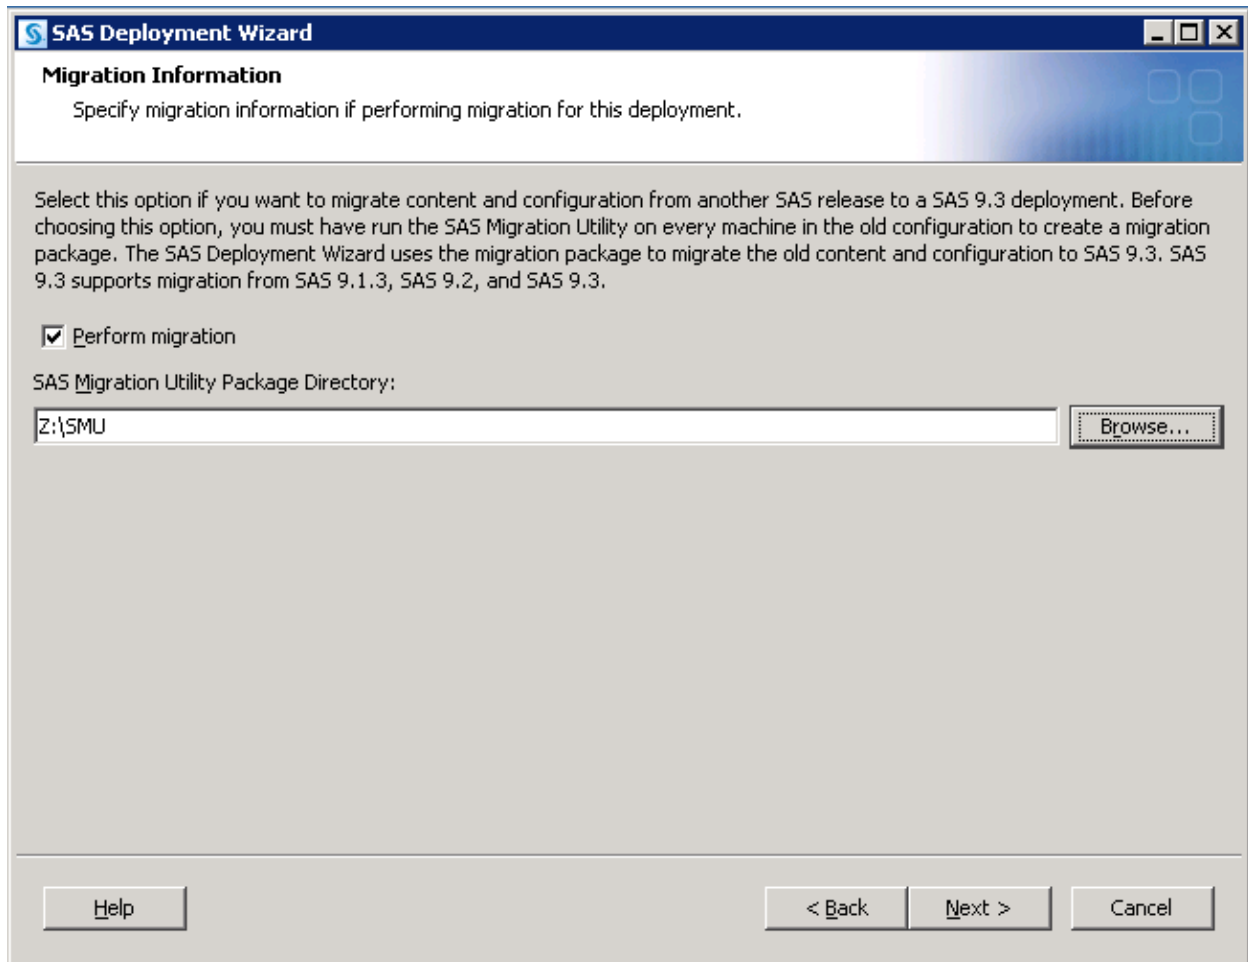 SAS Deployment Wizard
Migration Information
Specify migration information if performing migration for this deployment.
Select this option if you want to migrate content and configuration from another SAS release to a SAS 9.3 deployment. Before
choosing this option, you must have run the SAS Migration Utility on every machine in the old configuration to create a migration
package. The SAS Deployment Wizard uses the migration package to migrate the old content and configuration to SAS 9.3. SAS
9.3 supports migration from SAS 9.1.3, SAS 9.2, and SAS 9.3.
Perform migration
SAS Migration Utility Package Directory:
Z:\SMU Browse...
Help < Back Next > Cancel